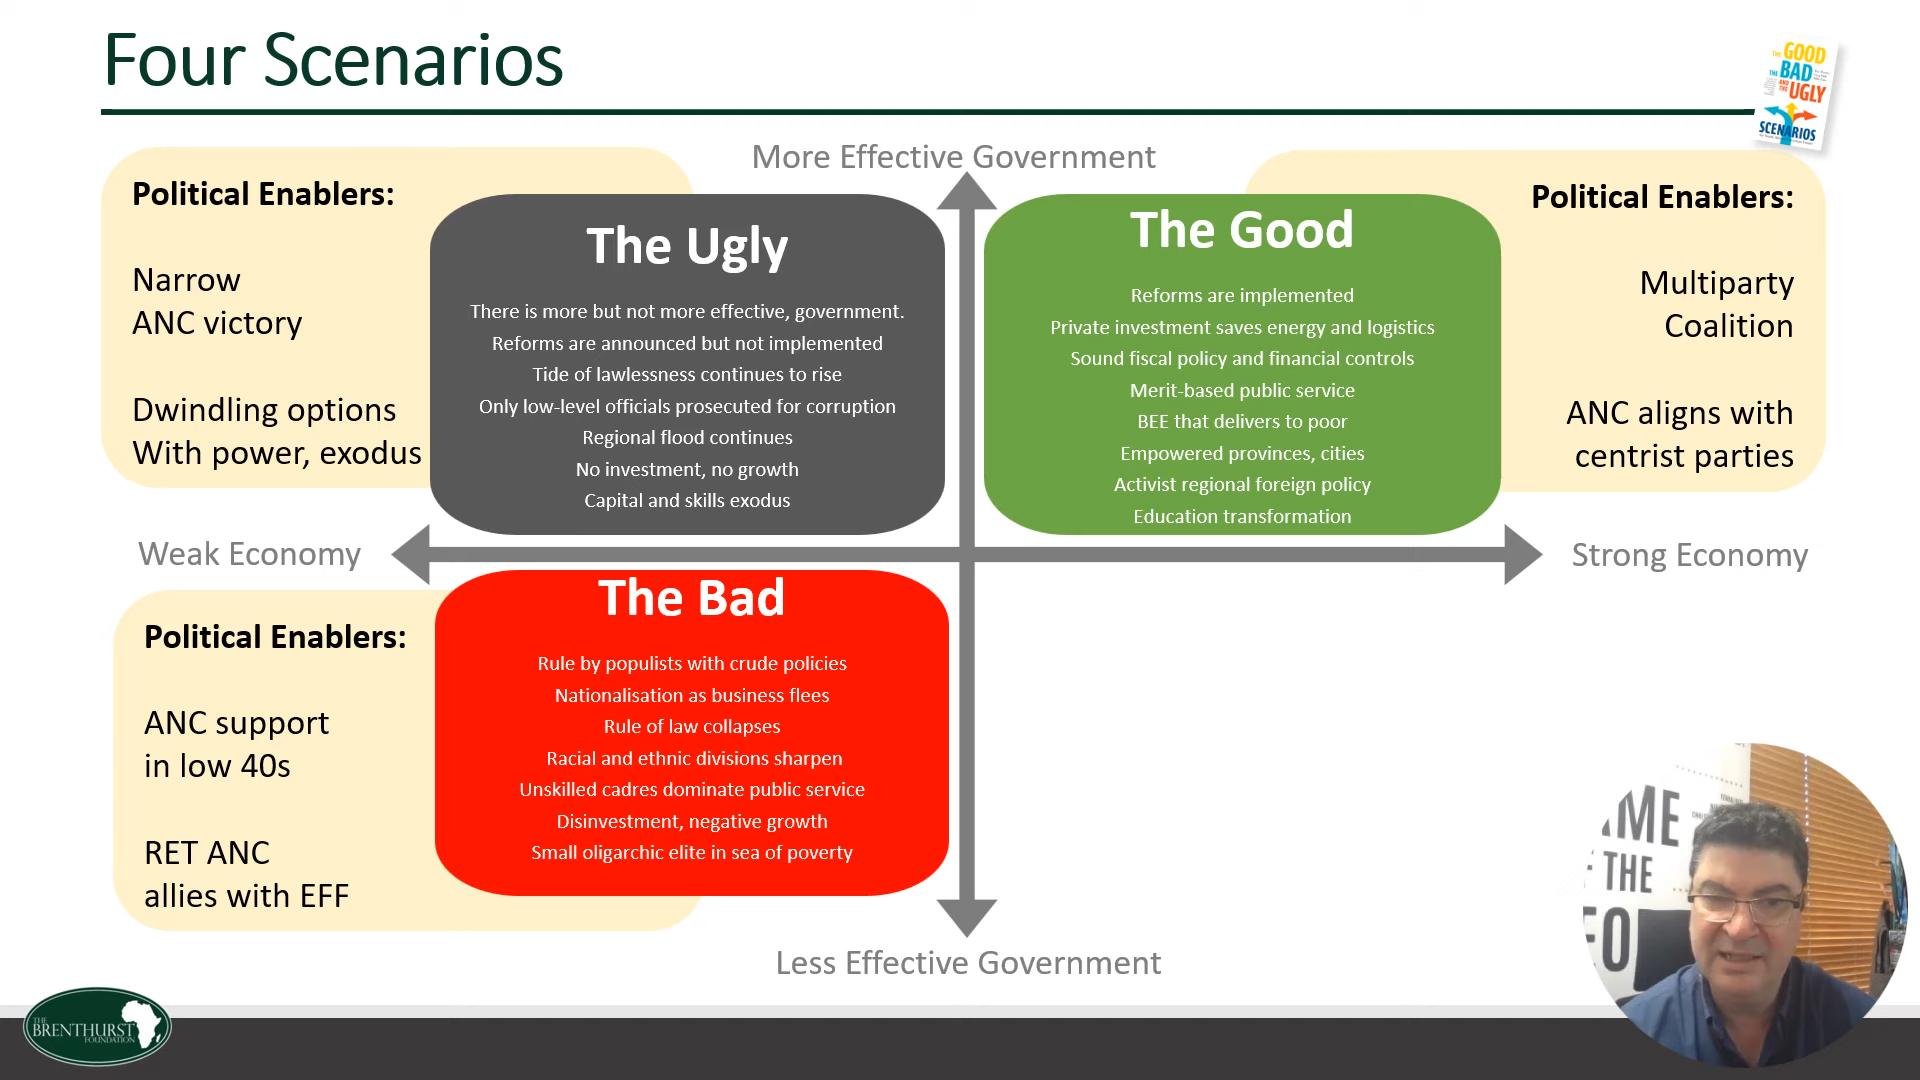 Four Scenarios
THE GOOD
THE BAD
AND THE UGLY
SCENARIOS
More Effective Government
Political Enablers:
Narrow
ANC victory
Dwindling options
With power, exodus
The Ugly
There is more but not more effective, government.
Reforms are announced but not implemented
Tide of lawlessness continues to rise
Only low-level officials prosecuted for corruption
Regional flood continues
No investment, no growth
Capital and skills exodus
The Good
Reforms are implemented
Private investment saves energy and logistics
Sound fiscal policy and financial controls
Merit-based public service
BEE that delivers to poor
Empowered provinces, cities
Activist regional foreign policy
Education transformation
Political Enablers:
Multiparty
Coalition
ANC aligns with
centrist parties
Weak Economy
Strong Economy
Political Enablers:
ANC support
in low 40s
RET ANC
allies with EFF
The Bad
Rule by populists with crude policies
Nationalisation as business flees
Rule of law collapses
Racial and ethnic divisions sharpen
Unskilled cadres dominate public service
Disinvestment, negative growth
Small oligarchic elite in sea of poverty
Less Effective Government
THE
BRENTHURST
FOUNDATION
THE